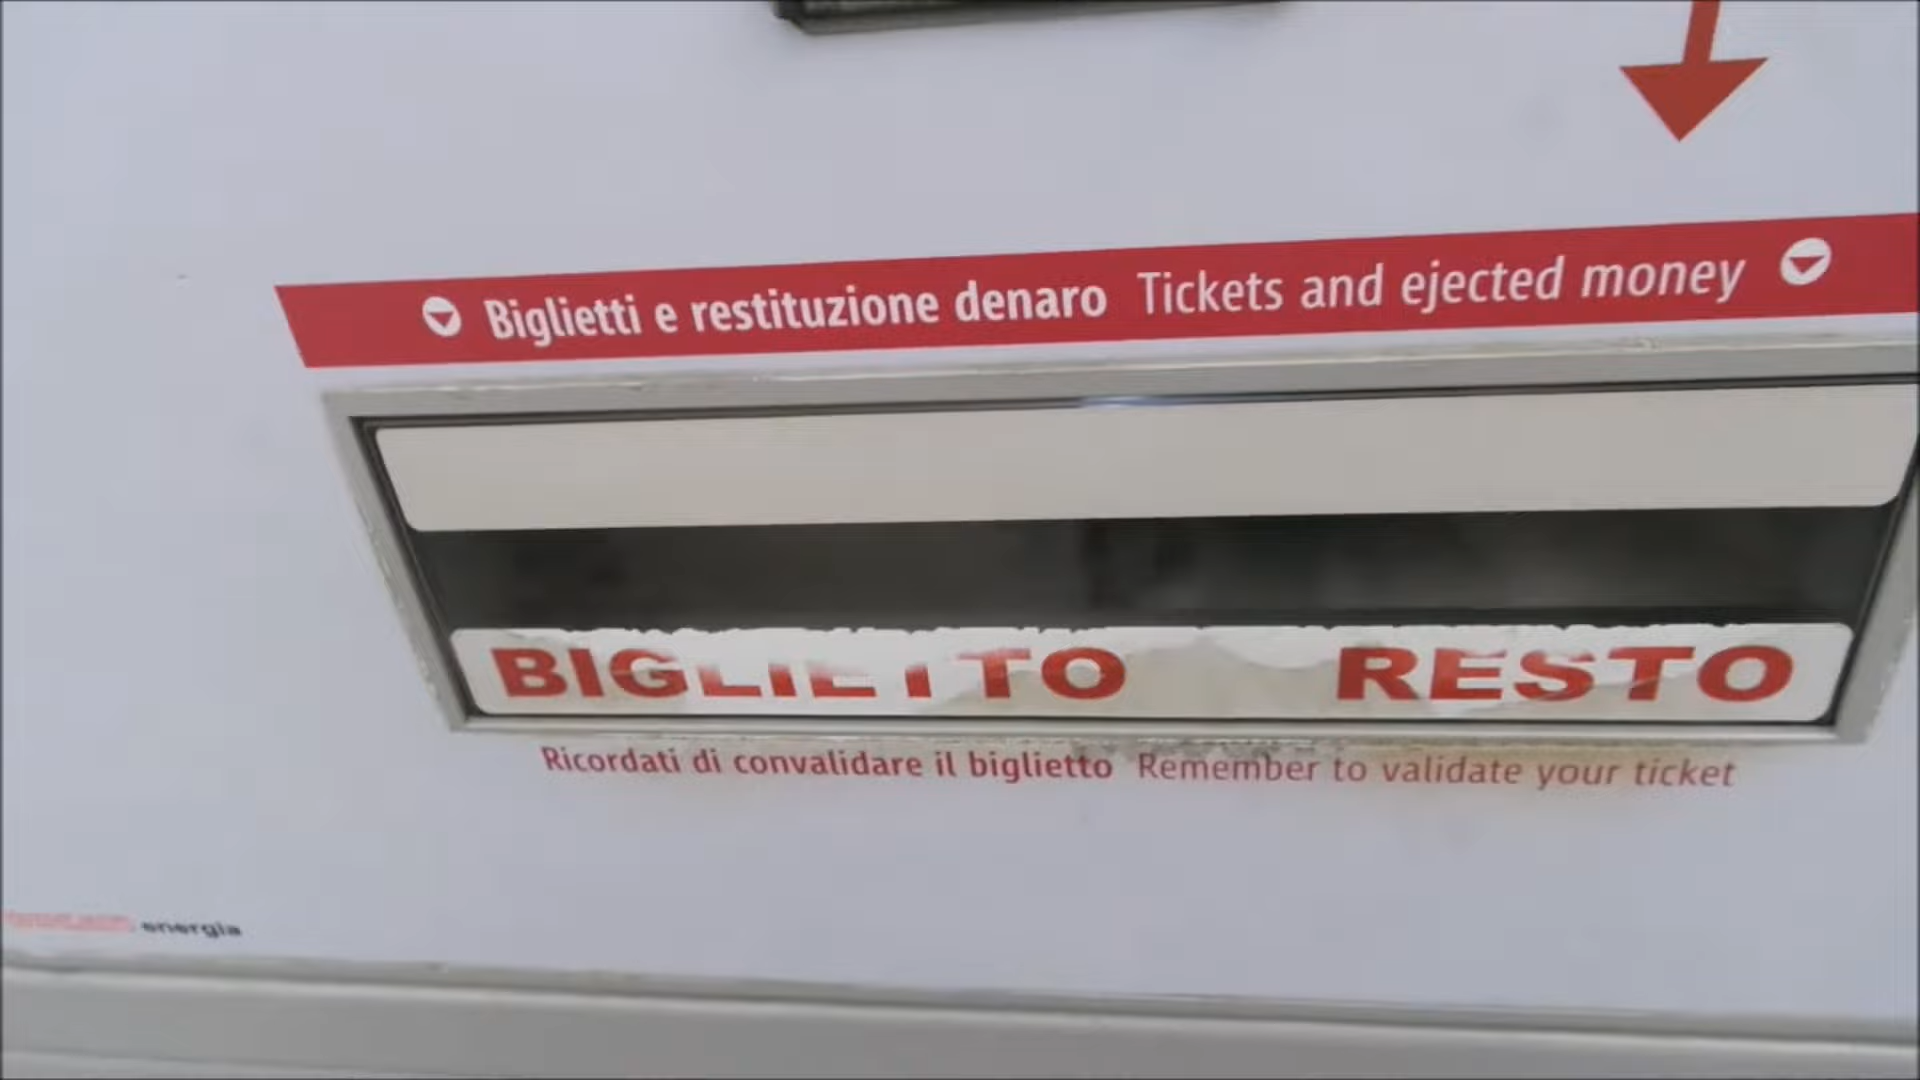 Biglietti e restituzione denaro Tickets and ejected money
BIGLIETTO RESTO
Ricordati di convalidare il biglietto Remember to validate your ticket
energia